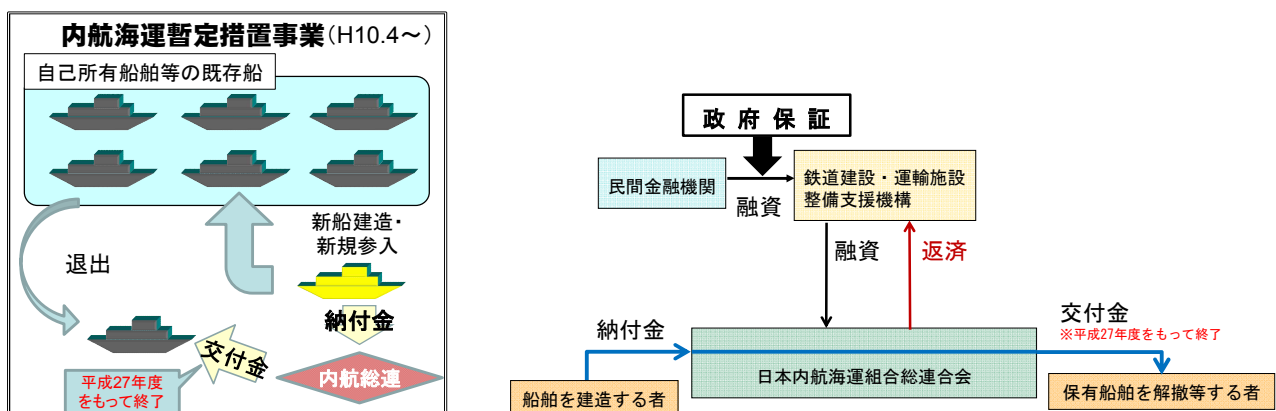 内航海運暫定措置事業(H10.4～)
自己所有船舶等の既存船
新船建造・
新規参入
退出
納付金
交付金
内航総連
平成27年度
をもって終了
政府保証
民間金融機関
融資
鉄道建設・運輸施設
整備支援機構
融資
返済
納付金
交付金
※平成27年度をもって終了
日本内航海運組合総連合会
船舶を建造する者
保有船舶を解撤等する者